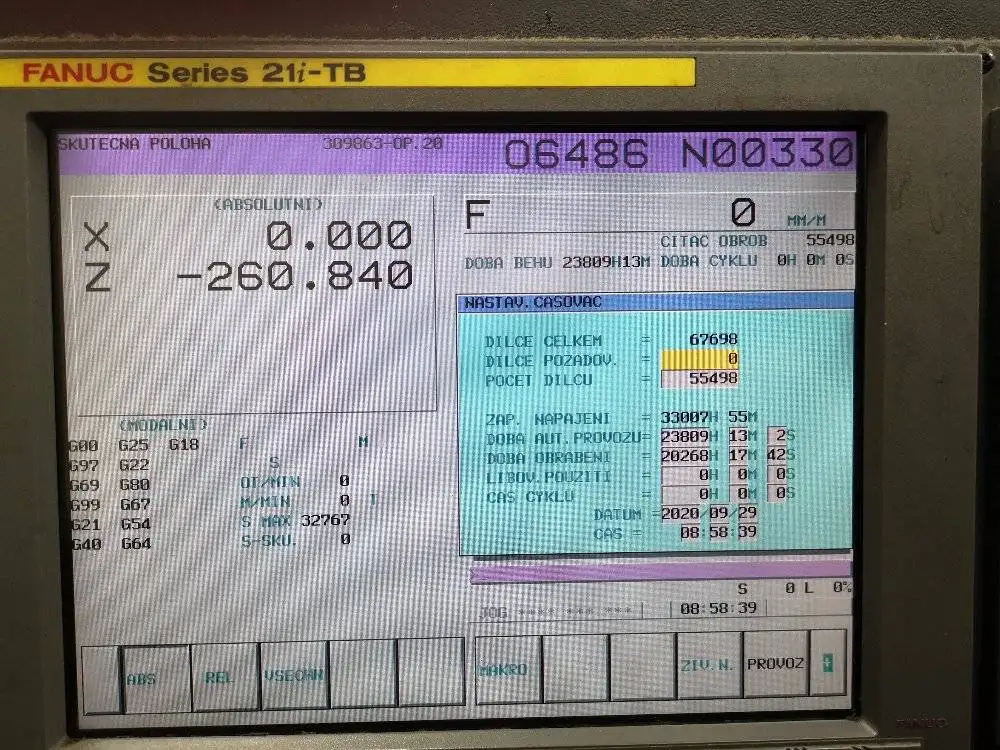 FANUC Series 21i-TB
SKUTECNA POLOHA 309863-OP.20 O6486 N00330
(ABSOLUTNI)
X 0.000
Z -260.840
F 0 MM/M
CITAC OBROB 55498
DOBA BEHU 23809H13M DOBA CYKLU 0H 0M 0S
NASTAV.CASOVAC
DILCE CELKEM = 67698
DILCE POZADOV. = 0
POCET DILCU = 55498
ZAP. NAPAJENI = 33007H 55M
DOBA AUT.PROVOZU= 23809H 13M 2S
DOBA OBRABENI = 20268H 17M 42S
LIBOV.POUZITI = 0H 0M 0S
CAS CYKLU = 0H 0M 0S
DATUM =2020/09/29
CAS = 08:58:39
(MODALNI)
G00 G25 G18 F M
G97 G22 S
G69 G80 OT/MIN 0
G99 G67 M/MIN 0 T
G21 G54 S MAX 32767
G40 G64 S-SKU. 0
S 0 L 0%
JOG **** *** *** 08:58:39
ABS REL VSECHN MAKRO ZIV.N. PROVOZ +
FANUC